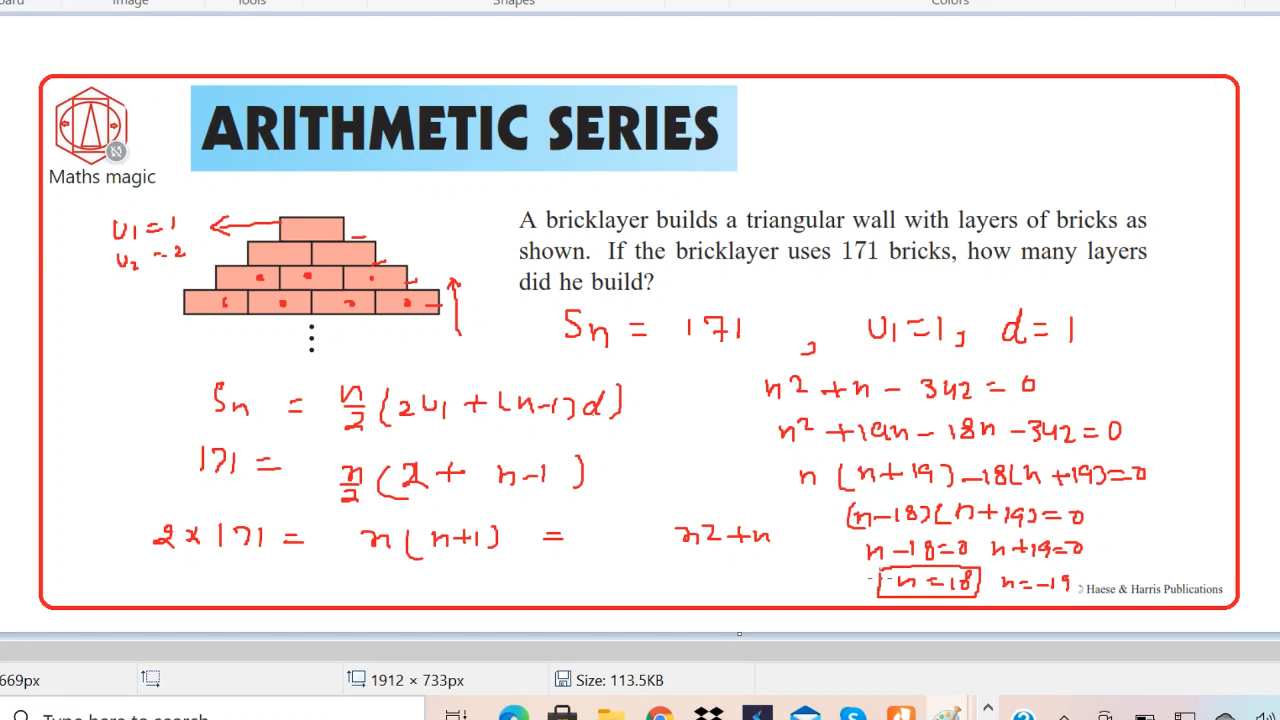 Image
Tools
Shapes
Colors
ARITHMETIC SERIES
Maths magic
A bricklayer builds a triangular wall with layers of bricks as
shown. If the bricklayer uses 171 bricks, how many layers
did he build?
U1 = 1
U2 = 2
Sn = 171 , U1 = 1, d = 1
Sn = n/2 (2U1 + (n-1)d)
171 = n/2 (2 + n-1)
2 × 171 = n(n+1) = n2+n
n2 + n - 342 = 0
n2 + 19n - 18n - 342 = 0
n (n+19) - 18(n+19) = 0
(n-18)(n+19) = 0
n-18=0 n+19=0
n = 18 n = -19
Haese & Harris Publications
669px
1912 × 733px
Size: 113.5KB